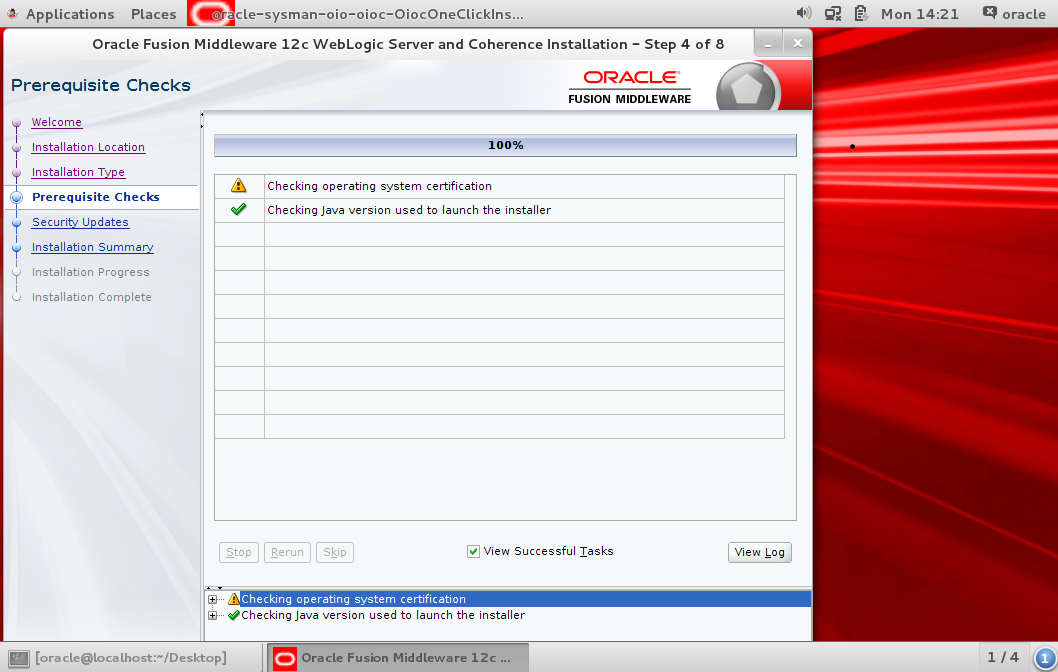 Applications Places oracle-sysman-oio-oioc-OiocOneClickIns... Mon 14:21 oracle
Oracle Fusion Middleware 12c WebLogic Server and Coherence Installation - Step 4 of 8
Prerequisite Checks
ORACLE
FUSION MIDDLEWARE
Welcome
Installation Location
Installation Type
Prerequisite Checks
Security Updates
Installation Summary
Installation Progress
Installation Complete
100%
Checking operating system certification
Checking Java version used to launch the installer
Stop Rerun Skip View Successful Tasks View Log
Checking operating system certification
Checking Java version used to launch the installer
[oracle@localhost:~/Desktop] Oracle Fusion Middleware 12c ... 1 / 4 1